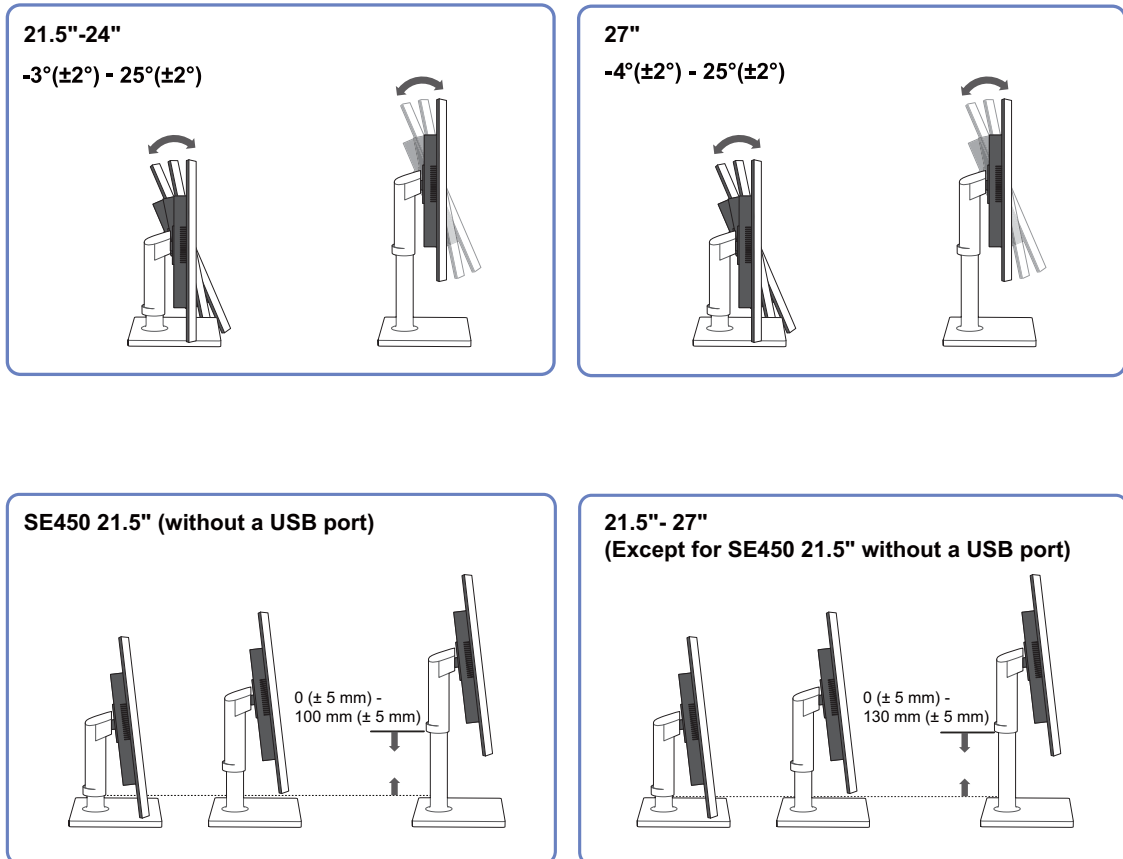 21.5"-24"
-3°(±2°) - 25°(±2°)
27"
-4°(±2°) - 25°(±2°)
SE450 21.5" (without a USB port)
0 (± 5 mm) -
100 mm (± 5 mm)
21.5"- 27"
(Except for SE450 21.5" without a USB port)
0 (± 5 mm) -
130 mm (± 5 mm)